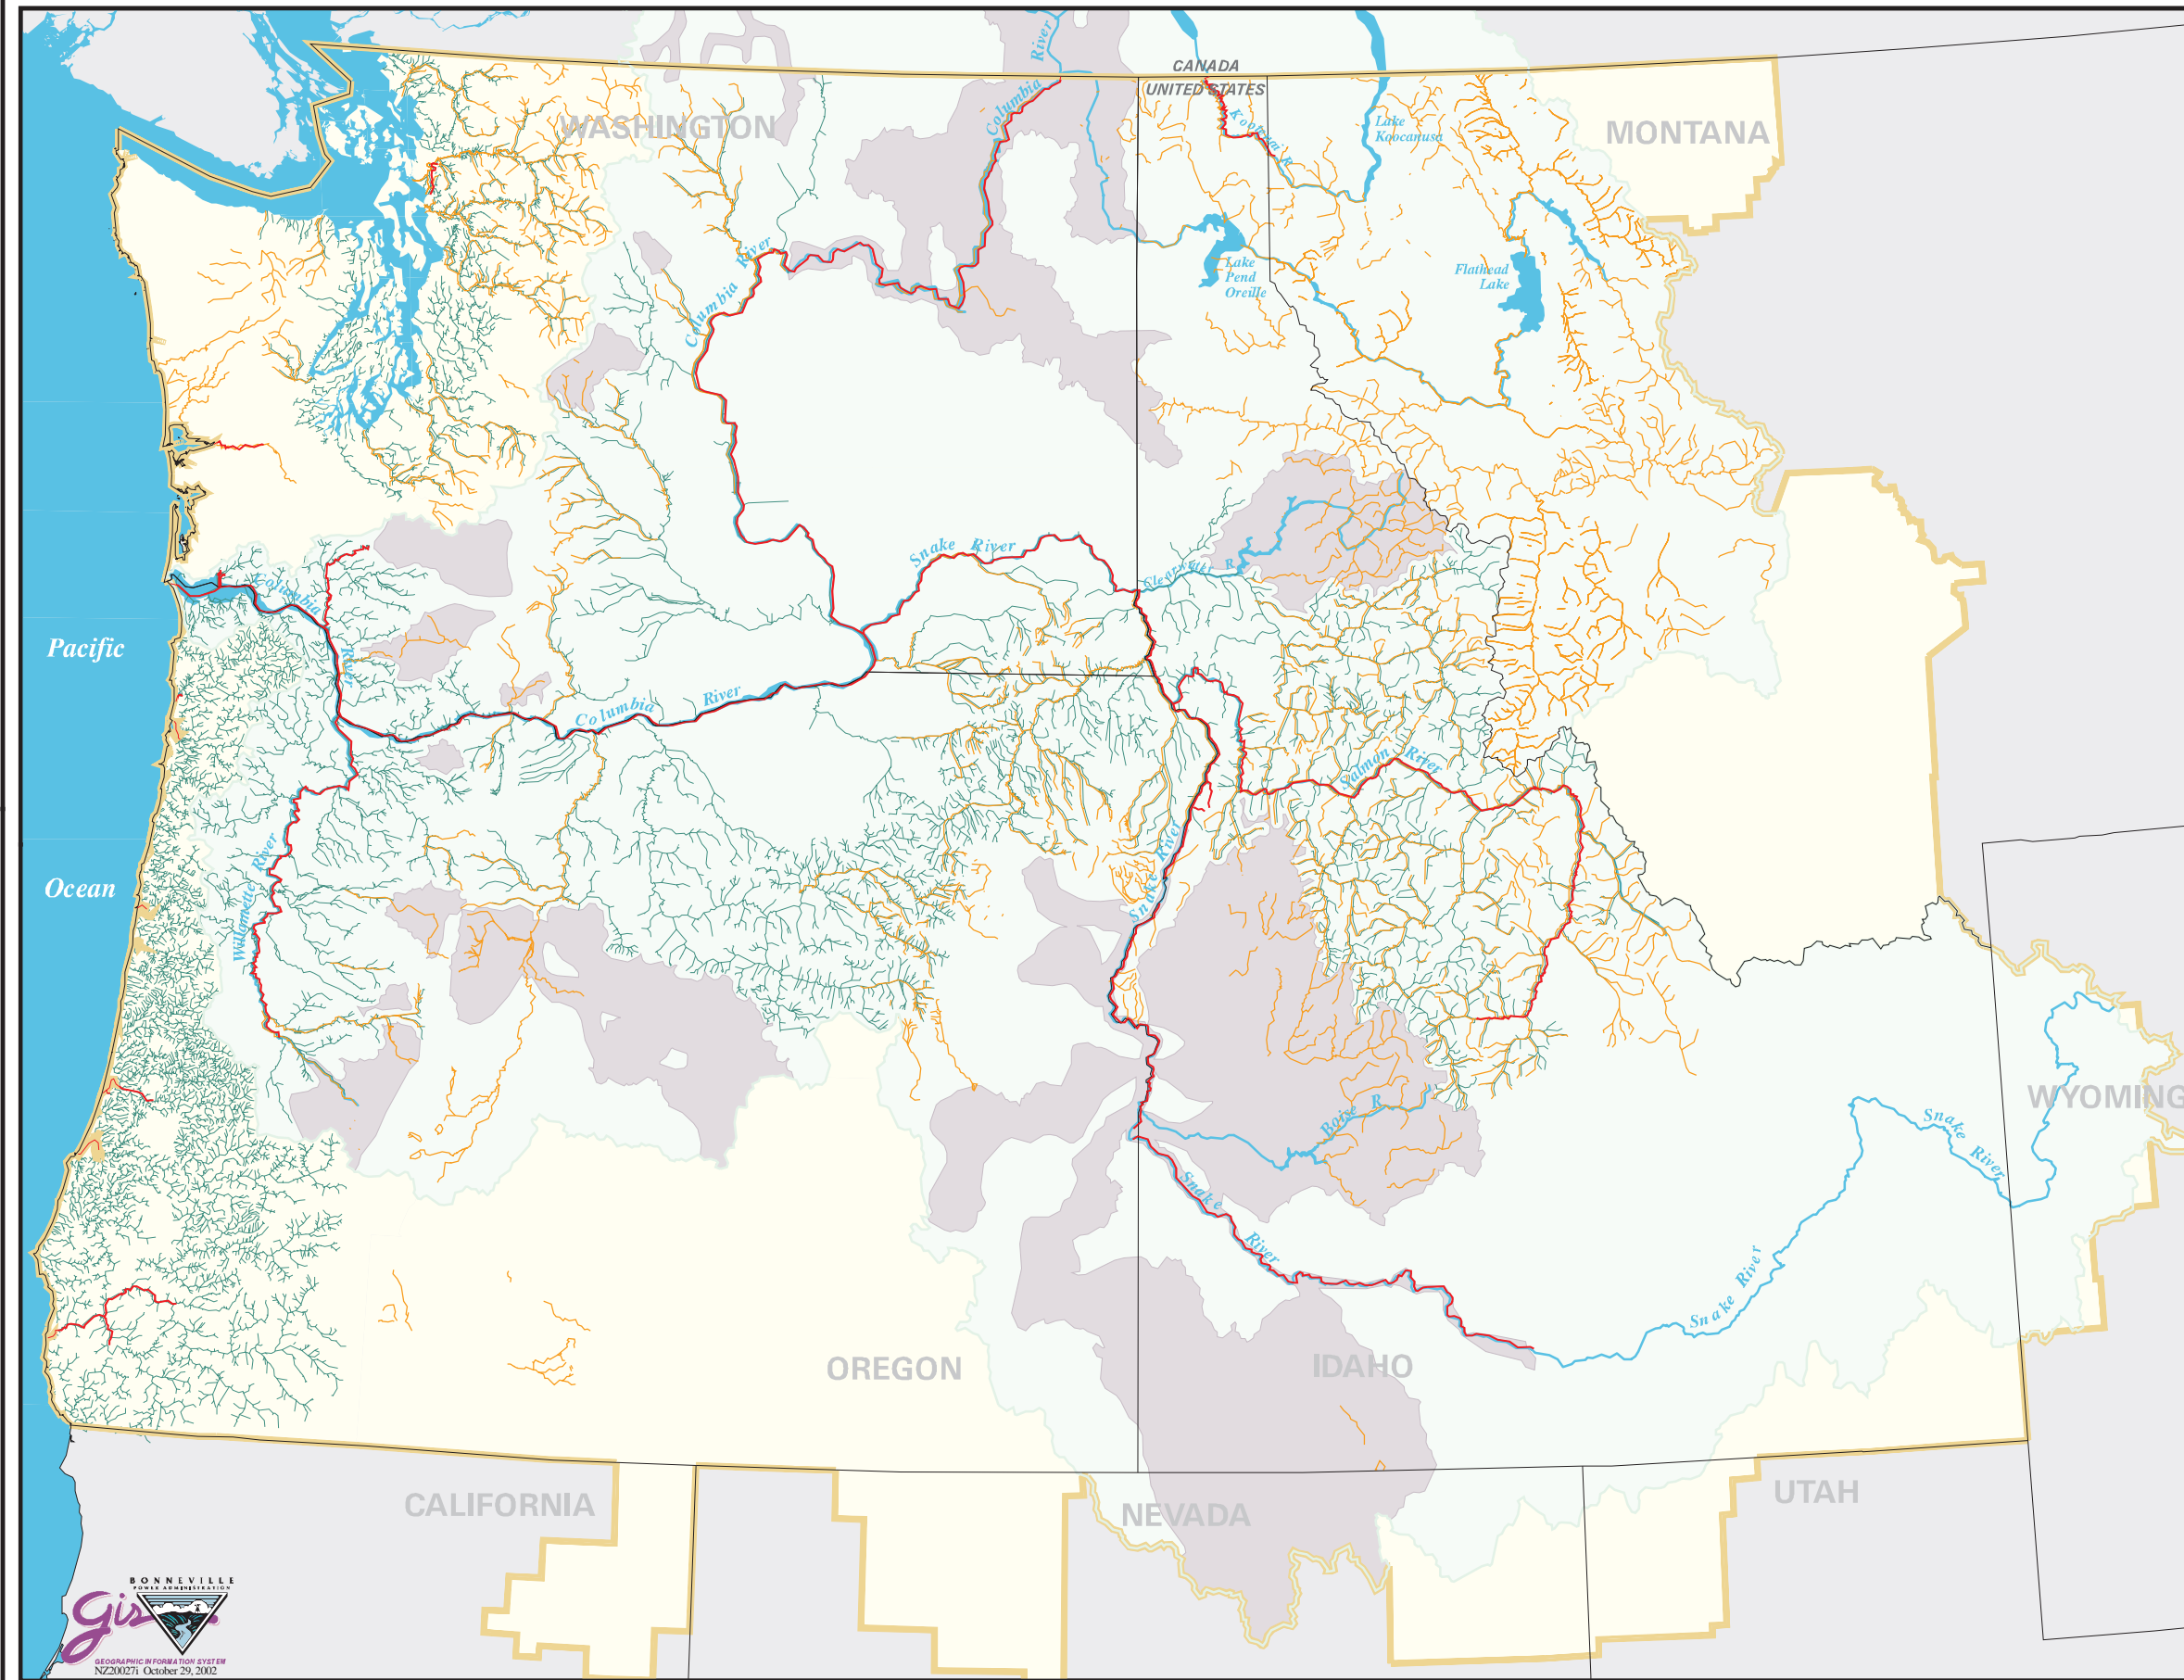 River
CANADA
UNITED STATES
Columbia
WASHINGTON
Kootenai R
Lake
Koocanusa
MONTANA
River
Columbia
Lake
Pend
Oreille
Flathead
Lake
Snake River
Clearwater R
Columbia
River
Pacific
Columbia River
Salmon River
Ocean
Willamette River
Snake River
Boise R
WYOMING
Snake River
Snake
River
Snake River
OREGON
IDAHO
CALIFORNIA
NEVADA
UTAH
BONNEVILLE
POWER ADMINISTRATION
Gis
GEOGRAPHIC INFORMATION SYSTEM
NZ20027i October 29, 2002